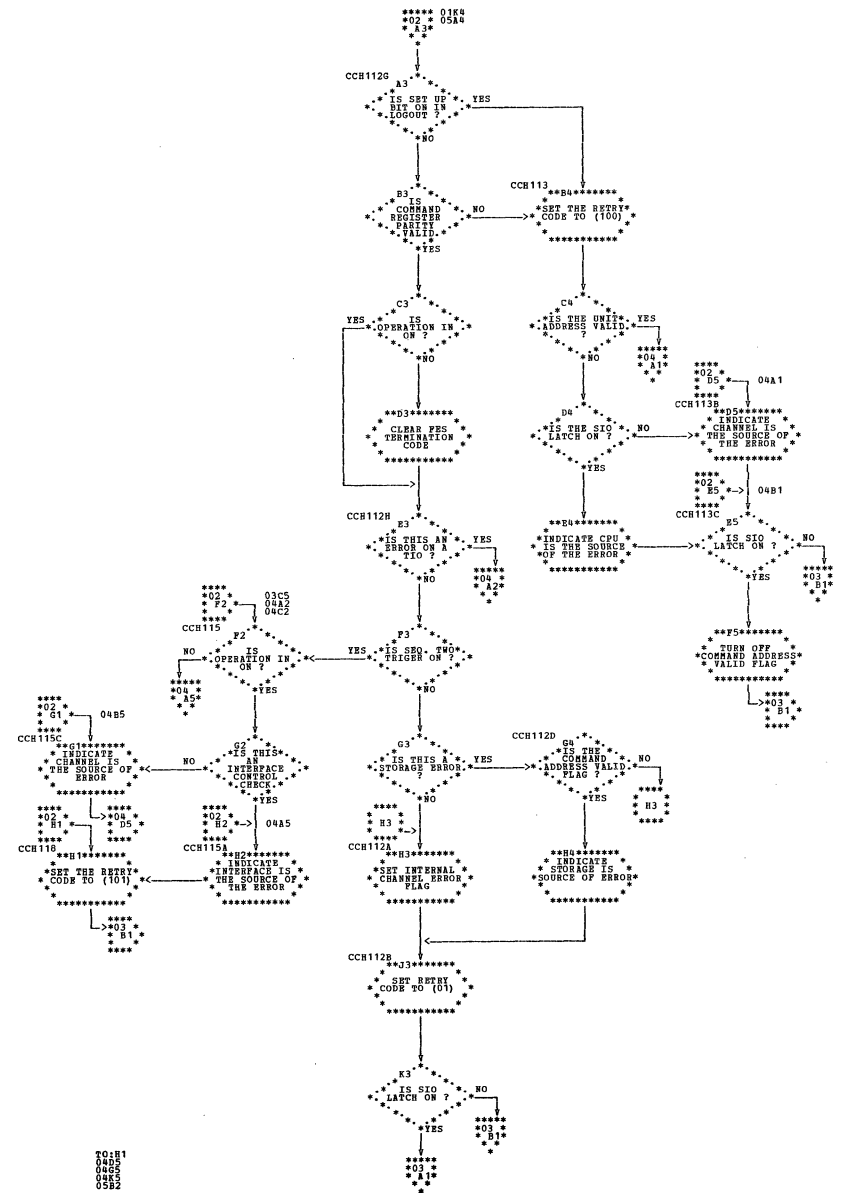 02 A3
01K4
05A4
CCH112G
A3
IS SET UP
BIT ON IN
LOGOUT ?
YES
NO
CCH113
B3
IS
COMMAND
REGISTER
PARITY
VALID
NO
YES
B4
SET THE RETRY
CODE TO (100)
C3
IS
OPERATION IN
ON ?
YES
NO
C4
IS THE UNIT
ADDRESS VALID
?
YES
NO
04
A1
02
D5
04A1
CCH113B
D3
CLEAR FES
TERMINATION
CODE
D4
IS THE SIO
LATCH ON ?
NO
YES
D5
INDICATE
CHANNEL IS
THE SOURCE OF
THE ERROR
02
E5
04B1
CCH113C
CCH112H
E3
IS THIS AN
ERROR ON A
TIO ?
YES
NO
04
A2
E4
INDICATE CPU
IS THE SOURCE
OF THE ERROR
E5
IS SIO
LATCH ON ?
NO
YES
03
B1
02
F2
03C5
04A2
04C2
CCH115
F2
IS
OPERATION IN
ON ?
NO
YES
04
A5
F3
IS SEQ. TWO
TRIGER ON ?
YES
NO
F5
TURN OFF
COMMAND ADDRESS
VALID FLAG
03
B1
02
G1
04B5
CCH115C
G1
INDICATE
CHANNEL IS
THE SOURCE OF
ERROR
G2
IS THIS
AN
INTERFACE
CONTROL
CHECK
NO
YES
G3
IS THIS A
STORAGE ERROR
?
YES
NO
CCH112D
G4
IS THE
COMMAND
ADDRESS VALID
FLAG ?
NO
YES
H3
04
D5
02
H1
CCH118
02
H2
04A5
CCH115A
H3
CCH112A
H1
SET THE RETRY
CODE TO (101)
H2
INDICATE
INTERFACE IS
THE SOURCE OF
THE ERROR
H3
SET INTERNAL
CHANNEL ERROR
FLAG
H4
INDICATE
STORAGE IS
SOURCE OF ERROR
03
B1
CCH112B
J3
SET RETRY
CODE TO (01)
K3
IS SIO
LATCH ON ?
NO
YES
03
B1
03
A1
TO:H1
04D5
04G5
04K5
05B2